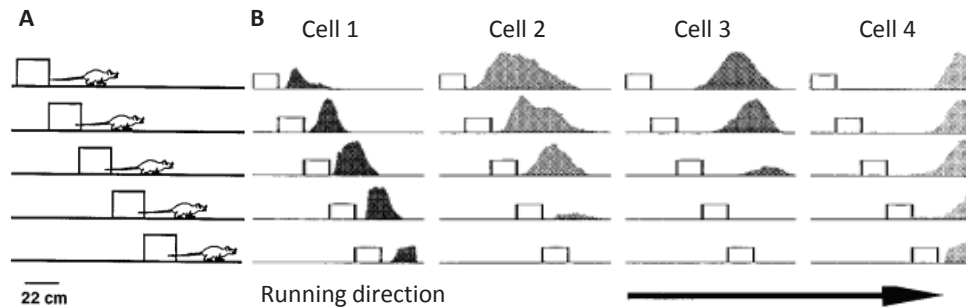 A
B
Cell 1
Cell 2
Cell 3
Cell 4
22 cm
Running direction